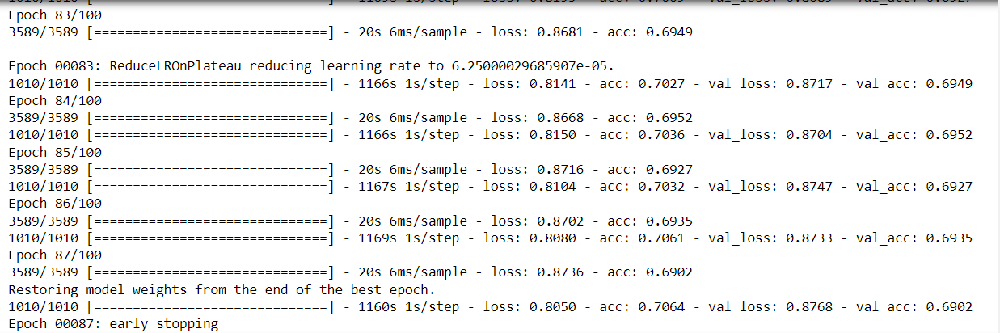 Epoch 83/100
3589/3589 [==============================] - 20s 6ms/sample - loss: 0.8681 - acc: 0.6949
Epoch 00083: ReduceLROnPlateau reducing learning rate to 6.25000029685907e-05.
1010/1010 [==============================] - 1166s 1s/step - loss: 0.8141 - acc: 0.7027 - val_loss: 0.8717 - val_acc: 0.6949
Epoch 84/100
3589/3589 [==============================] - 20s 6ms/sample - loss: 0.8668 - acc: 0.6952
1010/1010 [==============================] - 1166s 1s/step - loss: 0.8150 - acc: 0.7036 - val_loss: 0.8704 - val_acc: 0.6952
Epoch 85/100
3589/3589 [==============================] - 20s 6ms/sample - loss: 0.8716 - acc: 0.6927
1010/1010 [==============================] - 1167s 1s/step - loss: 0.8104 - acc: 0.7032 - val_loss: 0.8747 - val_acc: 0.6927
Epoch 86/100
3589/3589 [==============================] - 20s 6ms/sample - loss: 0.8702 - acc: 0.6935
1010/1010 [==============================] - 1169s 1s/step - loss: 0.8080 - acc: 0.7061 - val_loss: 0.8733 - val_acc: 0.6935
Epoch 87/100
3589/3589 [==============================] - 20s 6ms/sample - loss: 0.8736 - acc: 0.6902
Restoring model weights from the end of the best epoch.
1010/1010 [==============================] - 1160s 1s/step - loss: 0.8050 - acc: 0.7064 - val_loss: 0.8768 - val_acc: 0.6902
Epoch 00087: early stopping